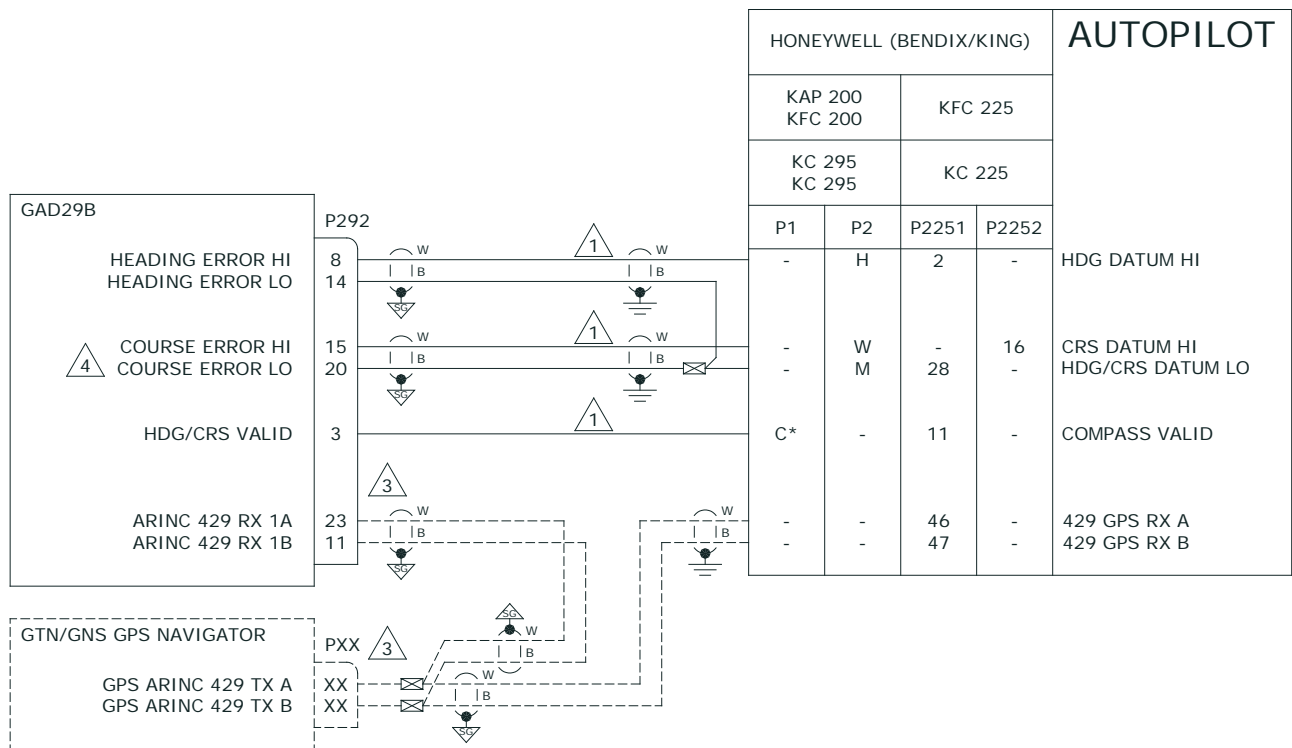 HONEYWELL (BENDIX/KING) AUTOPILOT
KAP 200 KFC 225
KFC 200
KC 295 KC 225
KC 295
P1 P2 P2251 P2252
GAD29B
P292
HEADING ERROR HI 8 W 1 W - H 2 - HDG DATUM HI
HEADING ERROR LO 14 B B
SG
COURSE ERROR HI 15 W 1 W - W - 16 CRS DATUM HI
4 COURSE ERROR LO 20 B B - M 28 - HDG/CRS DATUM LO
SG
HDG/CRS VALID 3 1 C* - 11 - COMPASS VALID
3
ARINC 429 RX 1A 23 W W - - 46 - 429 GPS RX A
ARINC 429 RX 1B 11 B B - - 47 - 429 GPS RX B
SG
SG
GTN/GNS GPS NAVIGATOR PXX 3 W
B
GPS ARINC 429 TX A XX W
GPS ARINC 429 TX B XX B
SG